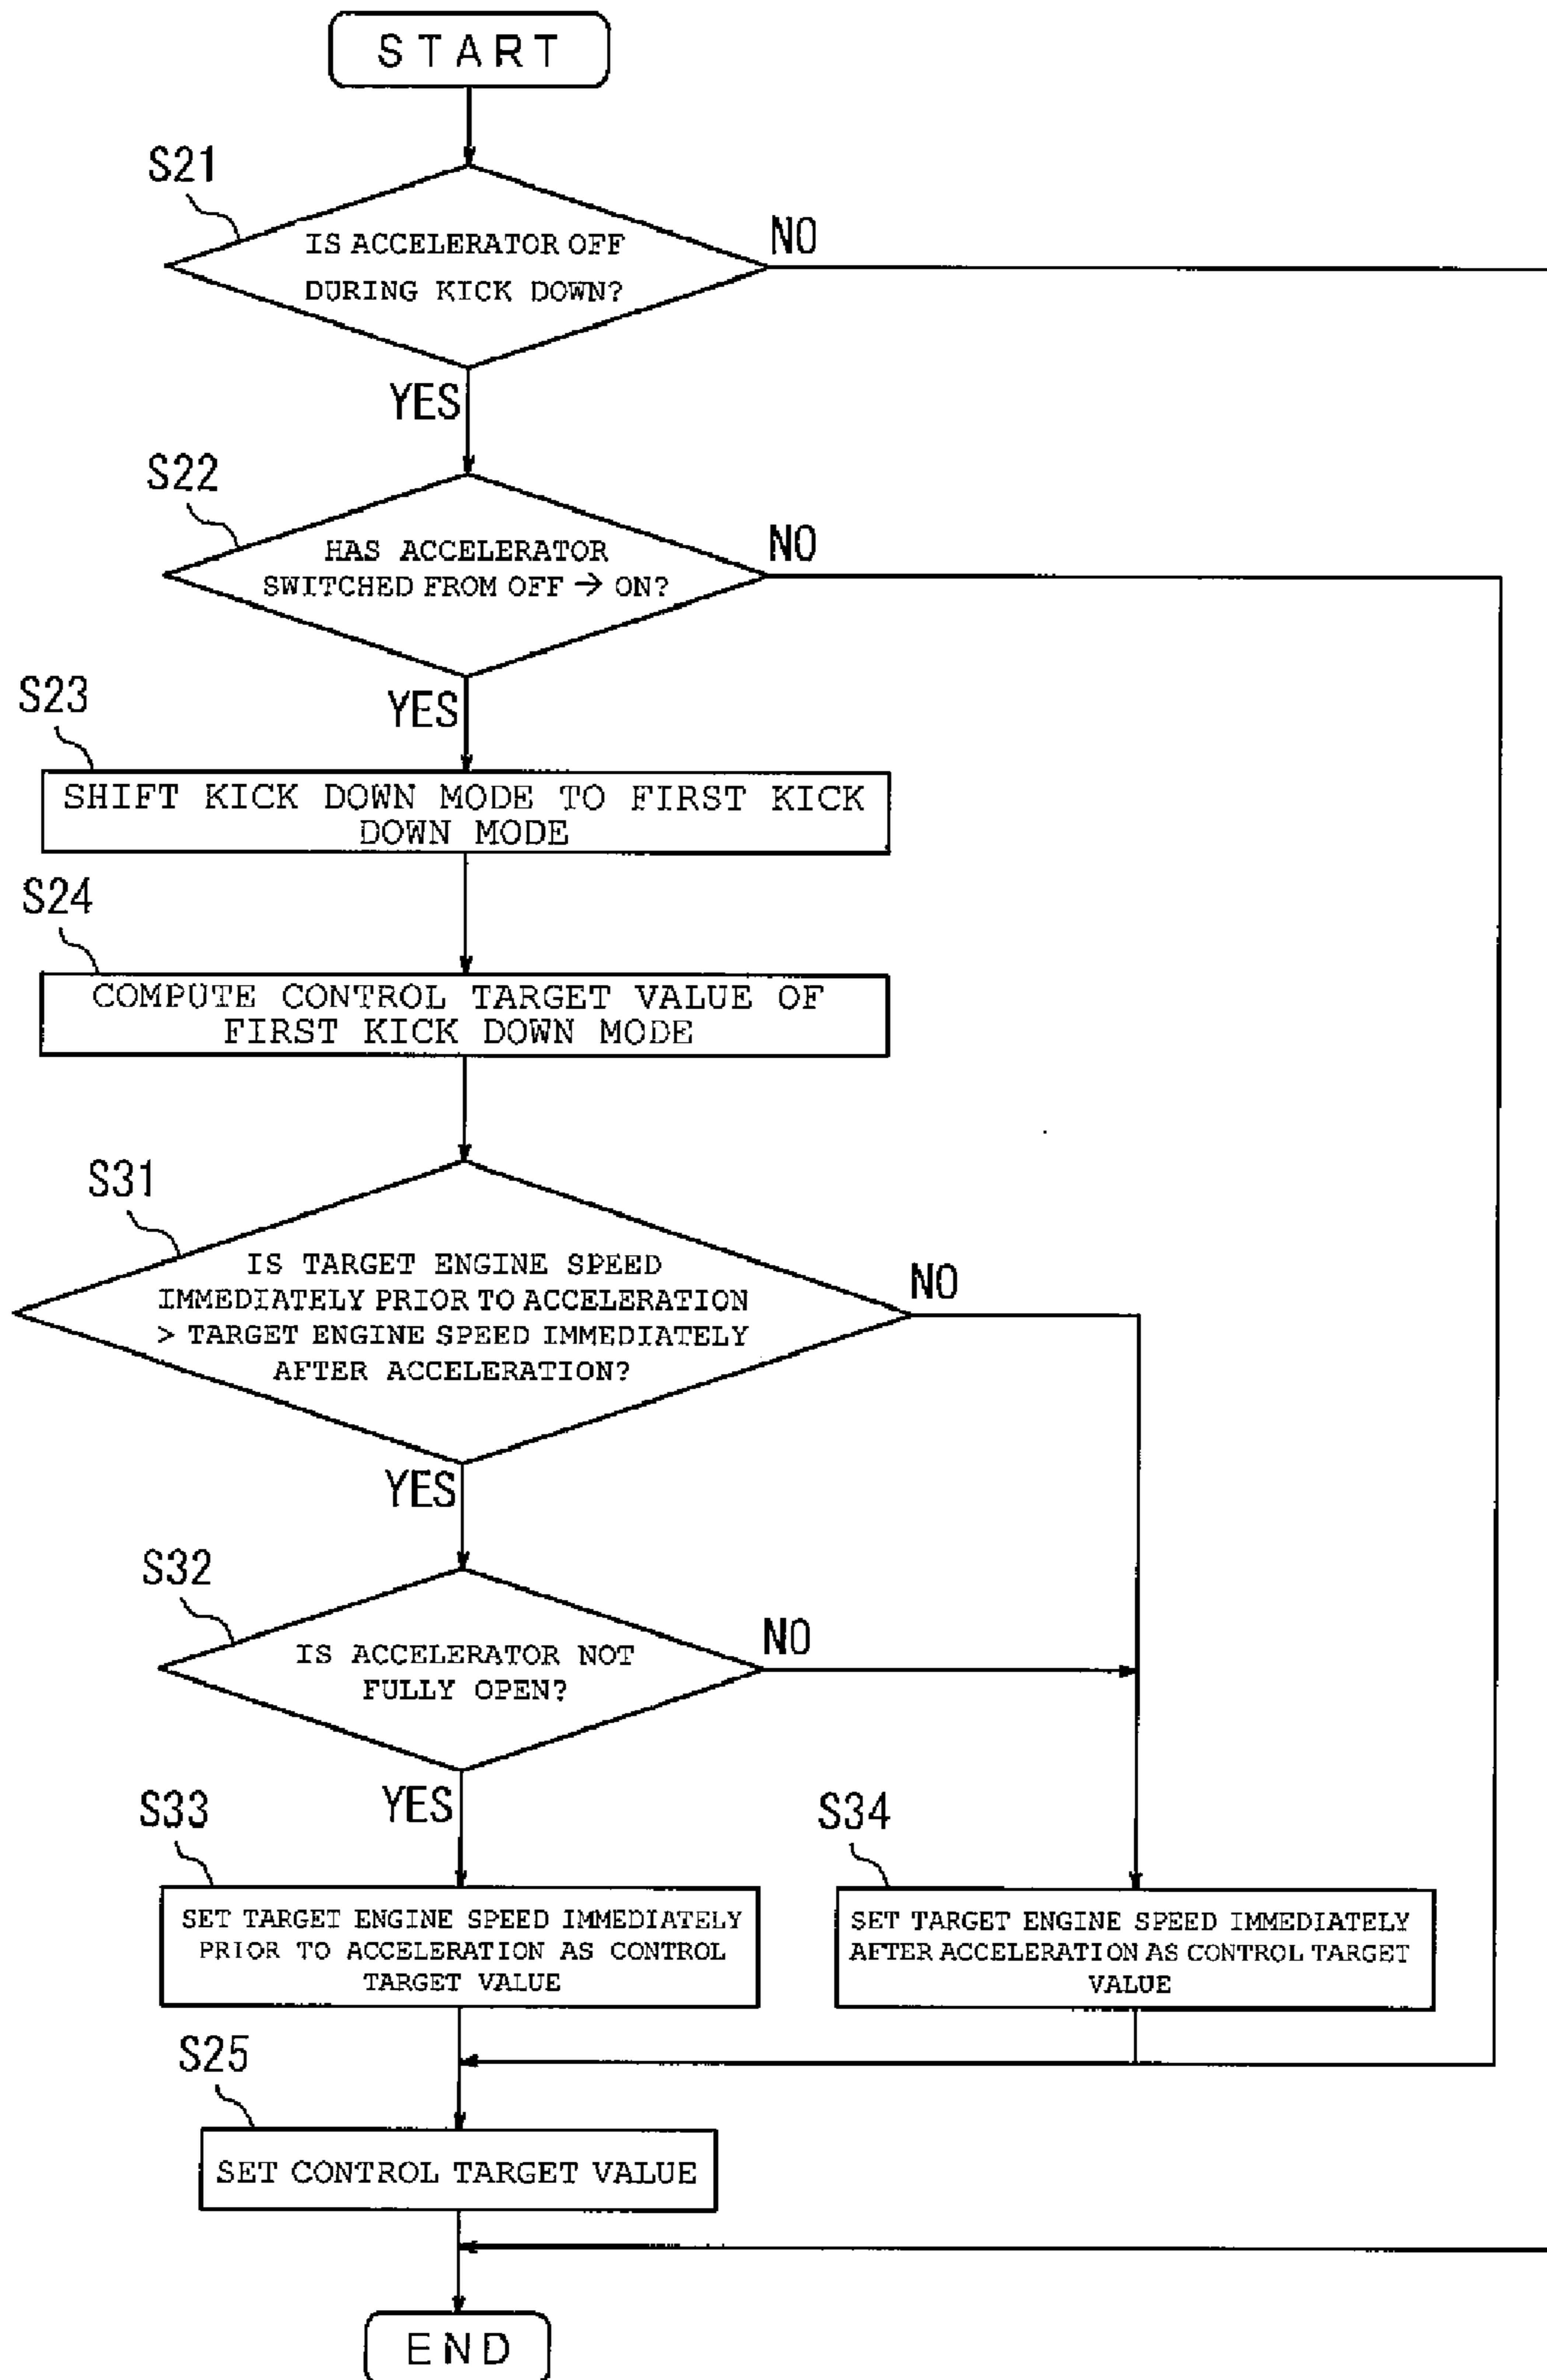 START
S21
IS ACCELERATOR OFF
DURING KICK DOWN?
NO
YES
S22
HAS ACCELERATOR
SWITCHED FROM OFF → ON?
NO
YES
S23
SHIFT KICK DOWN MODE TO FIRST KICK
DOWN MODE
S24
COMPUTE CONTROL TARGET VALUE OF
FIRST KICK DOWN MODE
S31
IS TARGET ENGINE SPEED
IMMEDIATELY PRIOR TO ACCELERATION
> TARGET ENGINE SPEED IMMEDIATELY
AFTER ACCELERATION?
NO
YES
S32
IS ACCELERATOR NOT
FULLY OPEN?
NO
YES
S33
SET TARGET ENGINE SPEED IMMEDIATELY
PRIOR TO ACCELERATION AS CONTROL
TARGET VALUE
S34
SET TARGET ENGINE SPEED IMMEDIATELY
AFTER ACCELERATION AS CONTROL TARGET
VALUE
S25
SET CONTROL TARGET VALUE
END